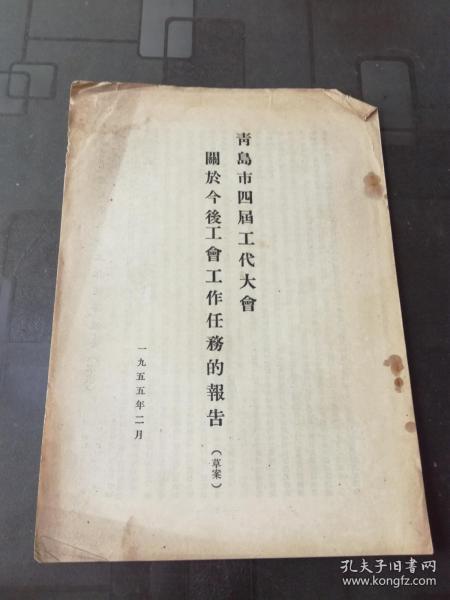 青島市四屆工代大會
關於今後工會工作任務的報告（草案）
一九五五年二月
孔夫子旧书网
www.kongfz.com